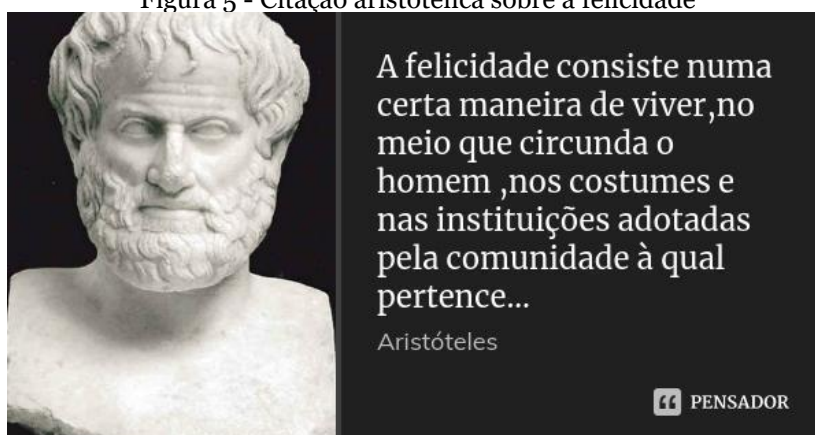 Figura 5 - Citação aristotélica sobre a felicidade
A felicidade consiste numa
certa maneira de viver,no
meio que circunda o
homem ,nos costumes e
nas instituições adotadas
pela comunidade à qual
pertence...
Aristóteles
PENSADOR